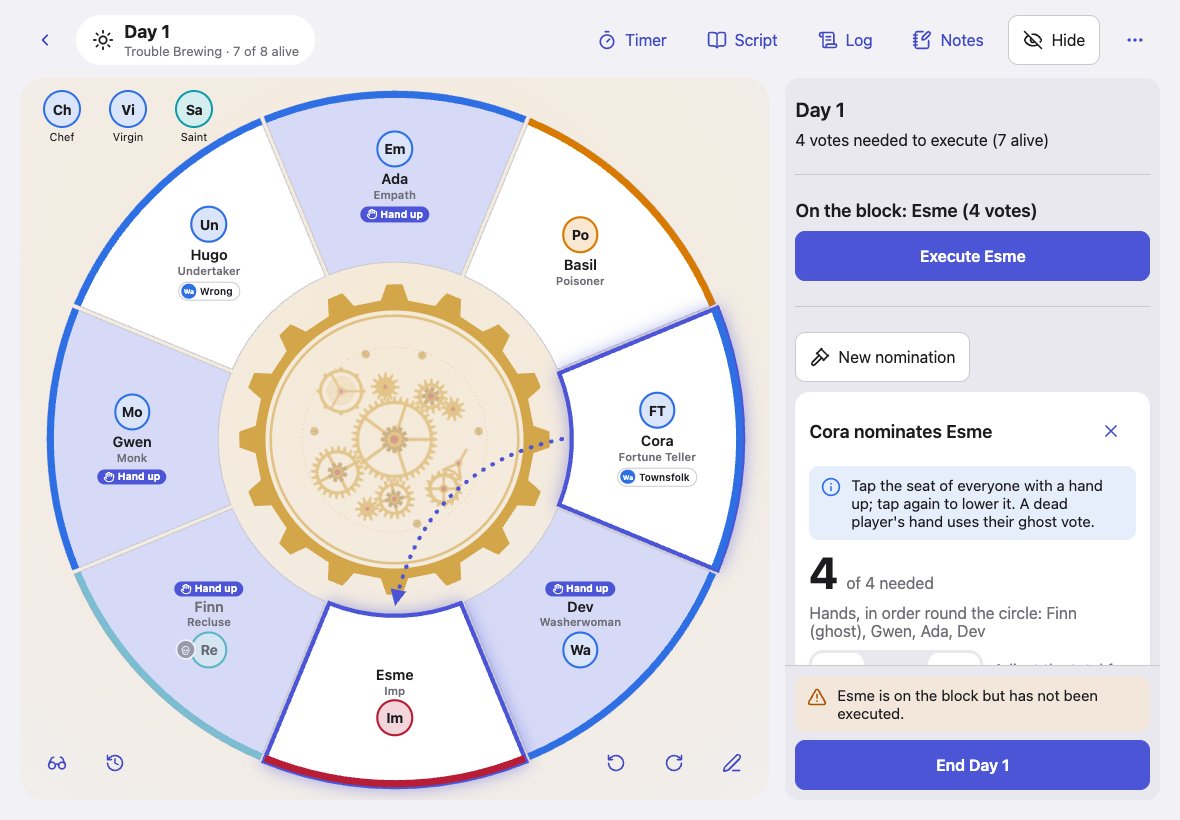 Day 1
Trouble Brewing · 7 of 8 alive
Timer
Script
Log
Notes
Hide
Ch
Chef
Vi
Virgin
Sa
Saint
Em
Ada
Empath
Hand up
Po
Basil
Poisoner
Un
Hugo
Undertaker
Wa Wrong
FT
Cora
Fortune Teller
Wa Townsfolk
Mo
Gwen
Monk
Hand up
Hand up
Finn
Recluse
Re
Hand up
Dev
Washerwoman
Wa
Esme
Imp
Im
Day 1
4 votes needed to execute (7 alive)
On the block: Esme (4 votes)
Execute Esme
New nomination
Cora nominates Esme
Tap the seat of everyone with a hand
up; tap again to lower it. A dead
player's hand uses their ghost vote.
4 of 4 needed
Hands, in order round the circle: Finn
(ghost), Gwen, Ada, Dev
Esme is on the block but has not been
executed.
End Day 1